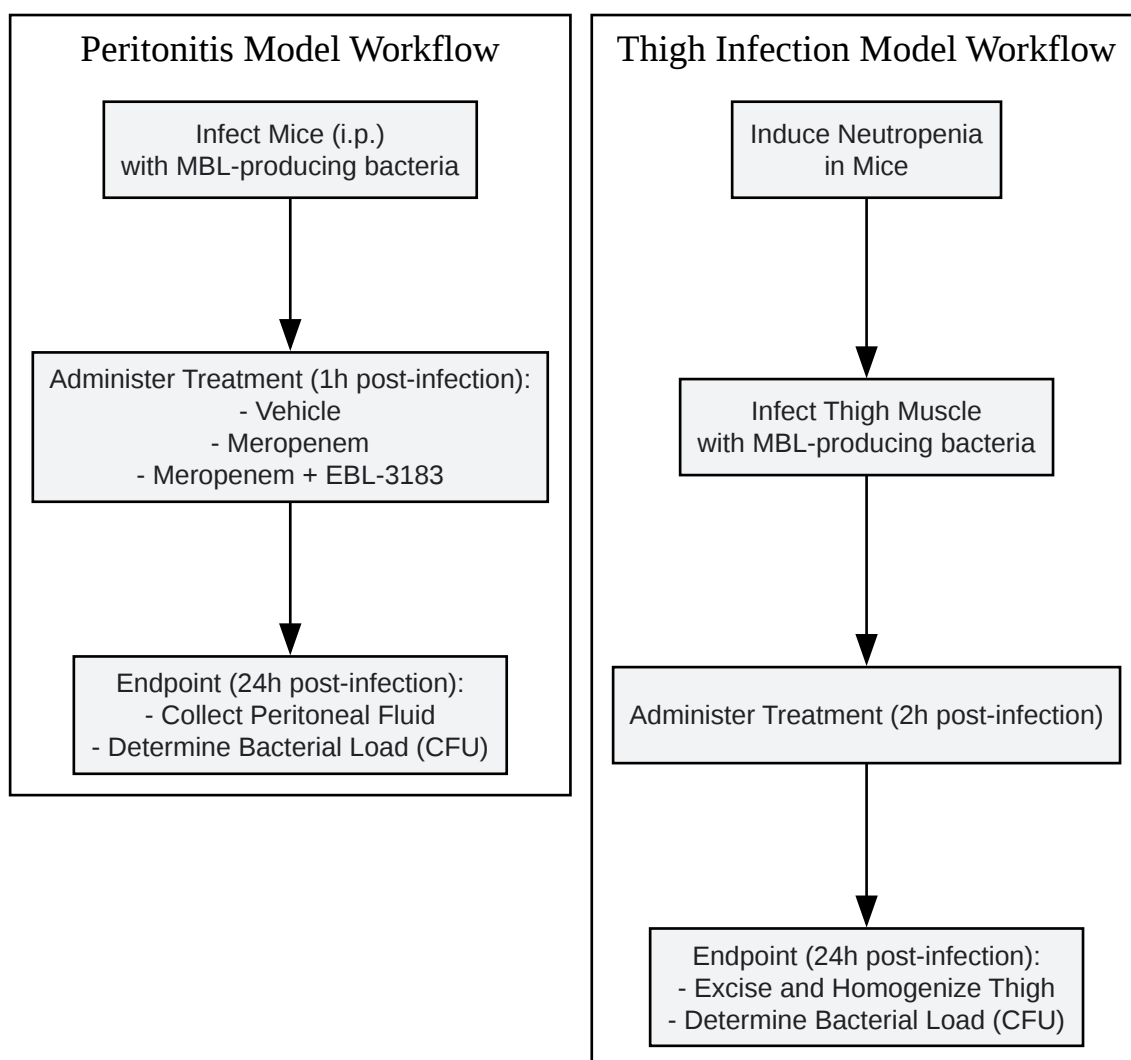 Peritonitis Model Workflow
Infect Mice (i.p.)
with MBL-producing bacteria
Administer Treatment (1h post-infection):
- Vehicle
- Meropenem
- Meropenem + EBL-3183
Endpoint (24h post-infection):
- Collect Peritoneal Fluid
- Determine Bacterial Load (CFU)
Thigh Infection Model Workflow
Induce Neutropenia
in Mice
Infect Thigh Muscle
with MBL-producing bacteria
Administer Treatment (2h post-infection)
Endpoint (24h post-infection):
- Excise and Homogenize Thigh
- Determine Bacterial Load (CFU)